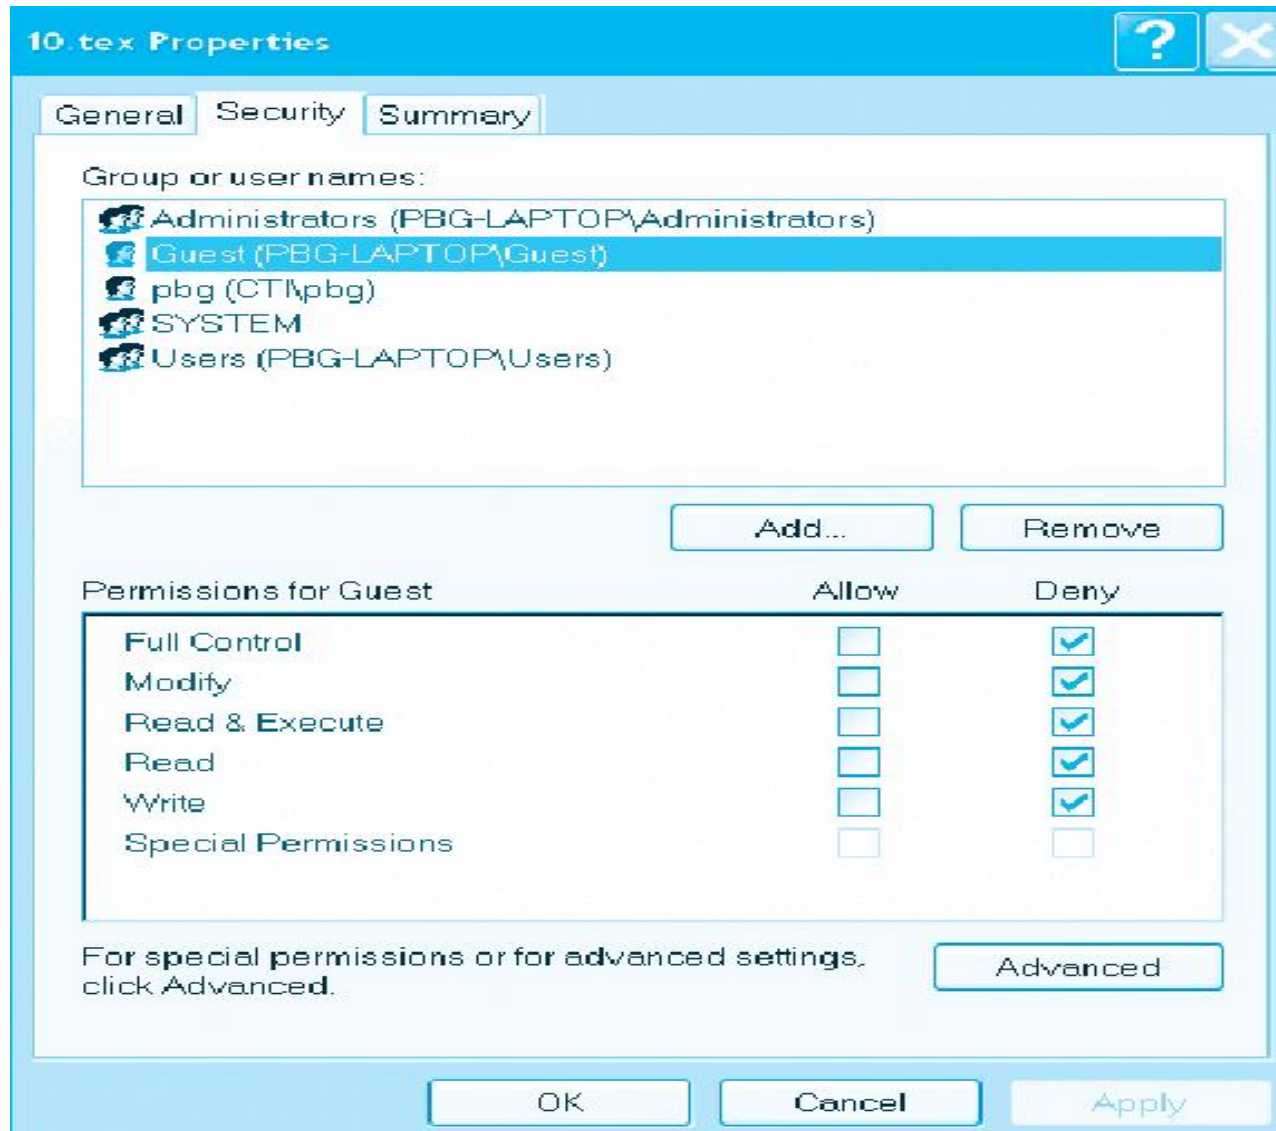 10.tex Properties
?
General Security Summary
Group or user names:
Administrators (PBG-LAPTOP\Administrators)
Guest (PBG-LAPTOP\Guest)
pbg (CTI\pbg)
SYSTEM
Users (PBG-LAPTOP\Users)
Add... Remove
Permissions for Guest Allow Deny
Full Control
Modify
Read & Execute
Read
Write
Special Permissions
For special permissions or for advanced settings,
click Advanced.
Advanced
OK Cancel Apply